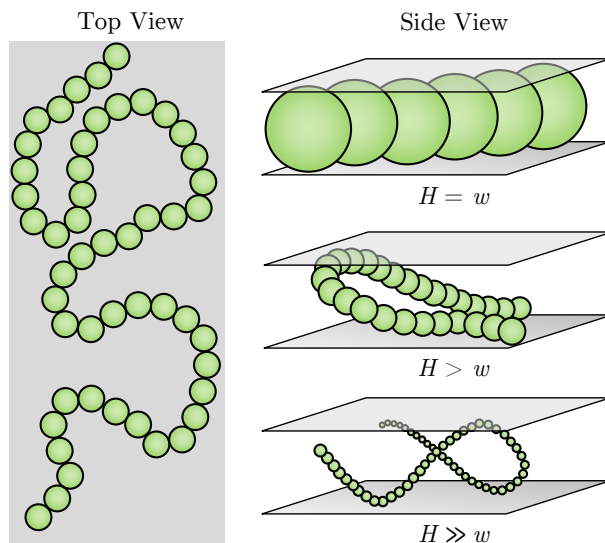 Top View
Side View
H = w
H > w
H ≫ w